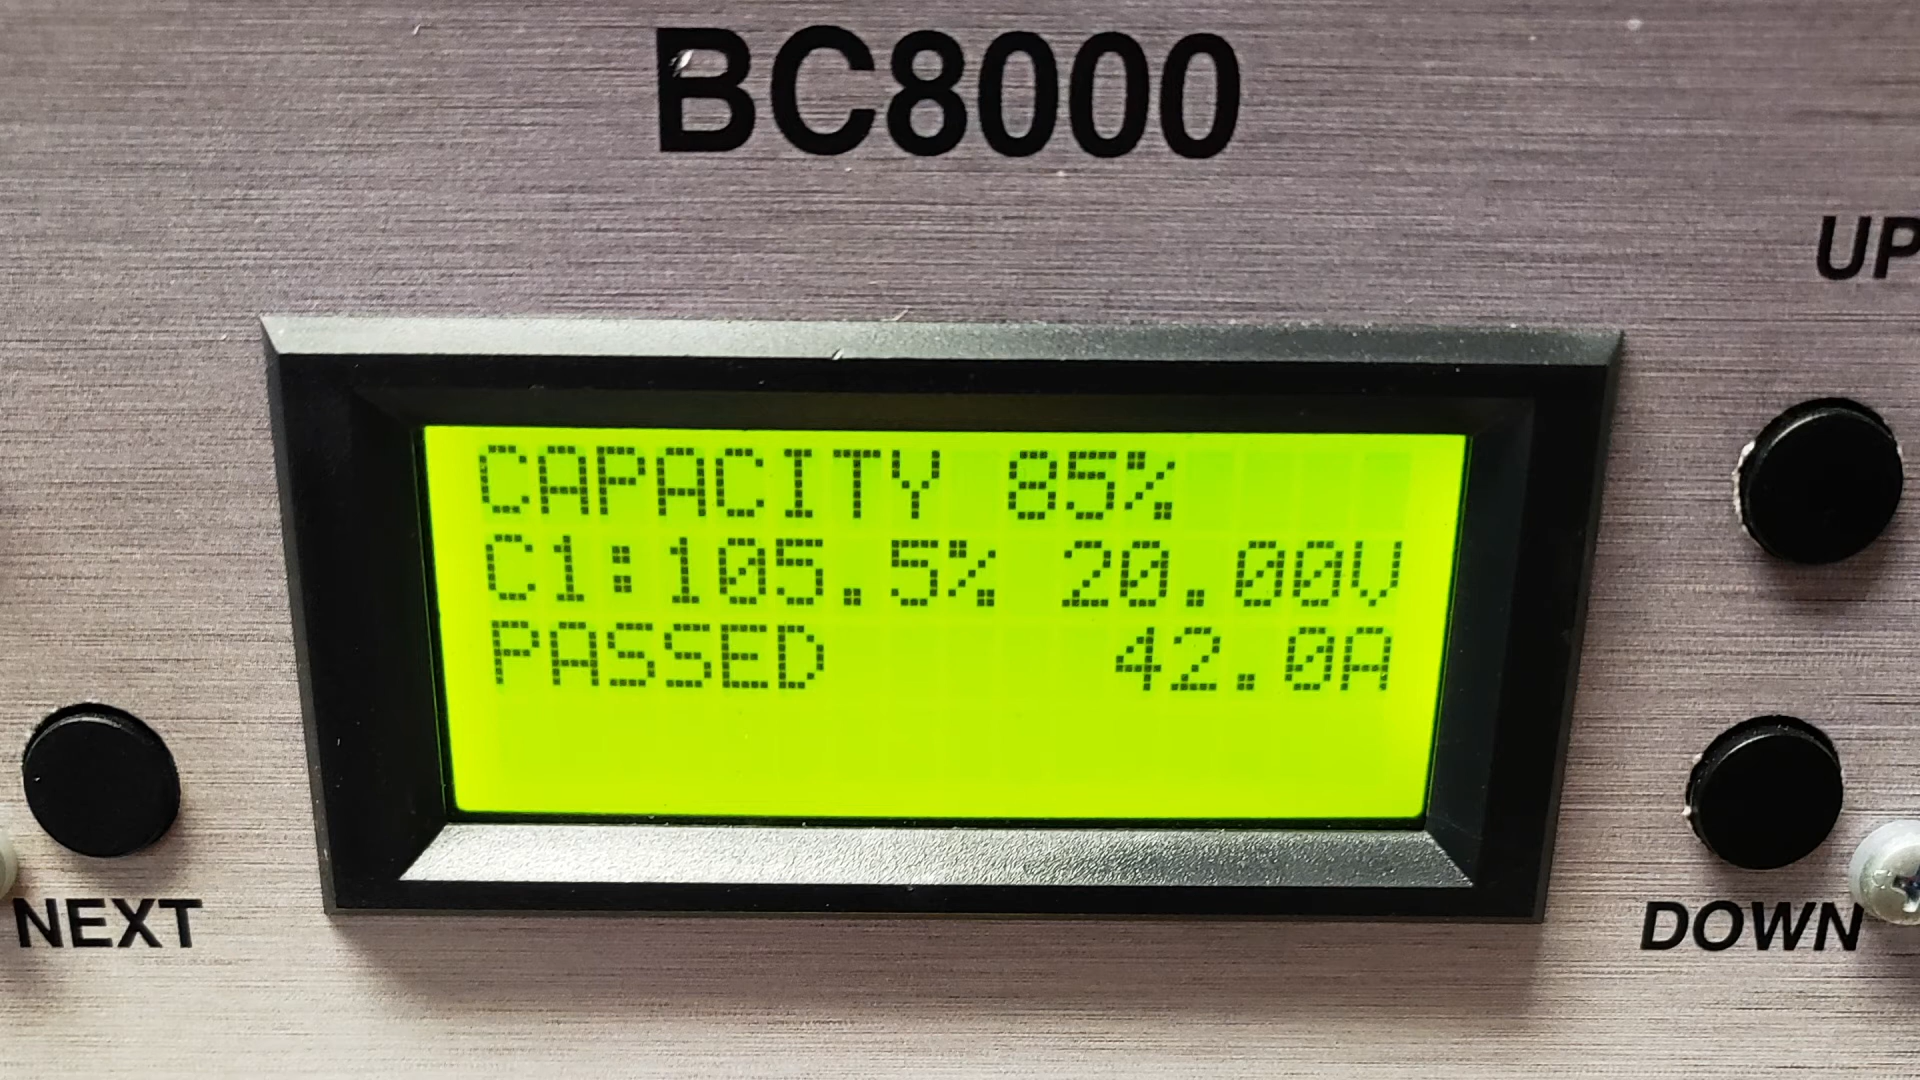 BC8000
UP
CAPACITY 85%
C1:105.5% 20.00V
PASSED 42.0A
NEXT
DOWN